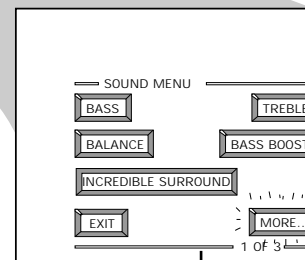 SOUND MENU
BASS TREBLE
BALANCE BASS BOOST
INCREDIBLE SURROUND
EXIT MORE...
1 OF 3